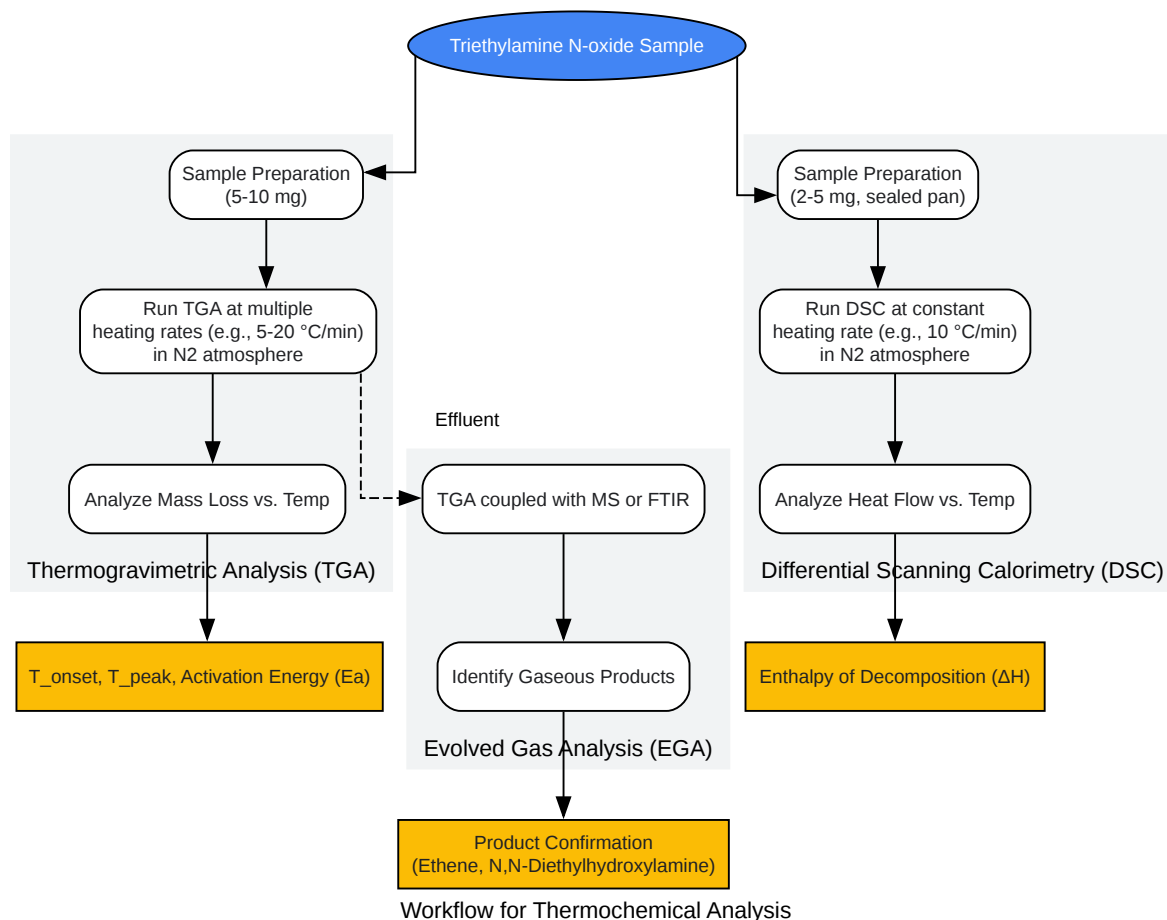 Triethylamine N-oxide Sample
Sample Preparation
(5-10 mg)
Run TGA at multiple
heating rates (e.g., 5-20 °C/min)
in N2 atmosphere
Analyze Mass Loss vs. Temp
Thermogravimetric Analysis (TGA)
T_onset, T_peak, Activation Energy (Ea)
Effluent
TGA coupled with MS or FTIR
Identify Gaseous Products
Evolved Gas Analysis (EGA)
Product Confirmation
(Ethene, N,N-Diethylhydroxylamine)
Sample Preparation
(2-5 mg, sealed pan)
Run DSC at constant
heating rate (e.g., 10 °C/min)
in N2 atmosphere
Analyze Heat Flow vs. Temp
Differential Scanning Calorimetry (DSC)
Enthalpy of Decomposition (ΔH)
Workflow for Thermochemical Analysis